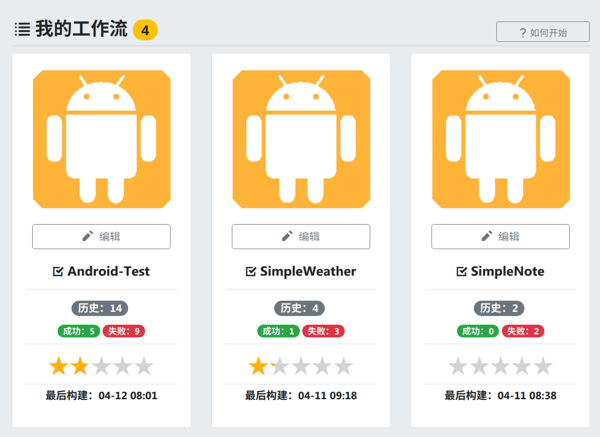 我的工作流 4
? 如何开始
编辑
Android-Test
历史：14
成功：5 失败：9
最后构建：04-12 08:01
编辑
SimpleWeather
历史：4
成功：1 失败：3
最后构建：04-11 09:18
编辑
SimpleNote
历史：2
成功：0 失败：2
最后构建：04-11 08:38